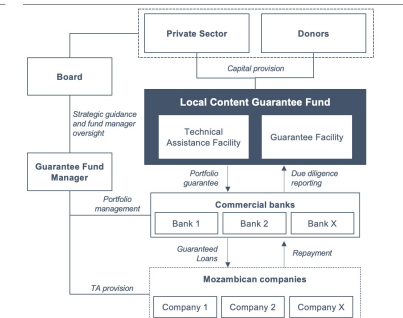 Private Sector
Donors
Capital provision
Board
Local Content Guarantee Fund
Strategic guidance
and fund manager
oversight
Technical
Assistance Facility
Guarantee Facility
Guarantee Fund
Manager
Portfolio
guarantee
Due diligence
reporting
Portfolio
management
Commercial banks
Bank 1
Bank 2
Bank X
Guaranteed
Loans
Repayment
Mozambican companies
TA provision
Company 1
Company 2
Company X